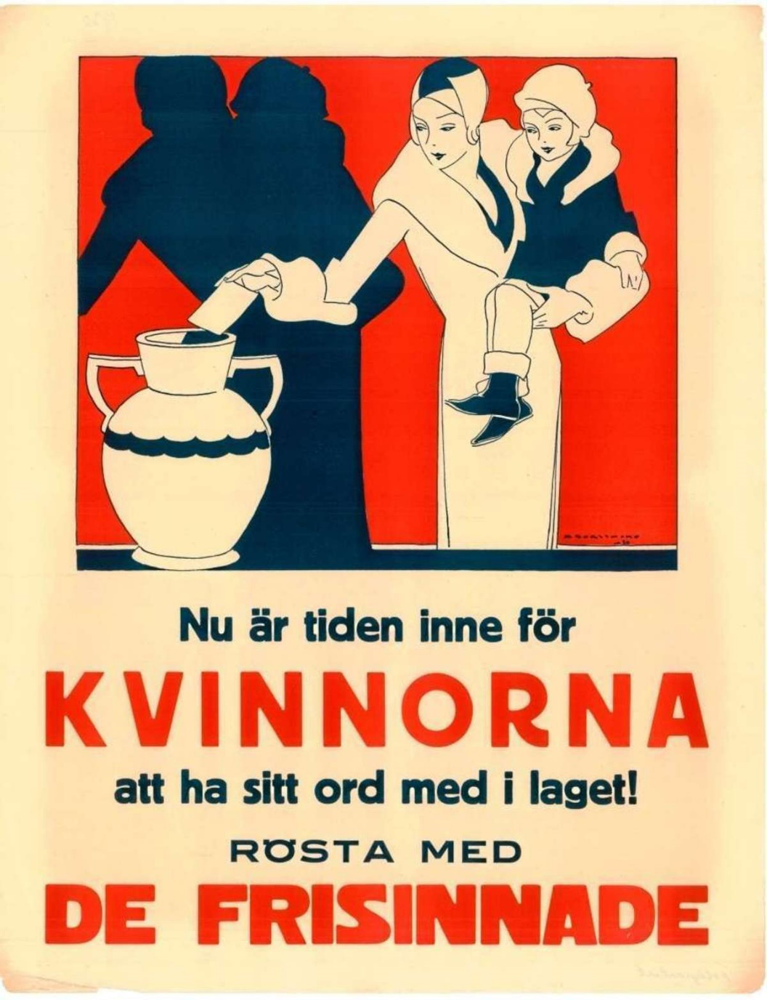 Nu är tiden inne för
KVINNORNA
att ha sitt ord med i laget!
RÖSTA MED
DE FRISINNADE